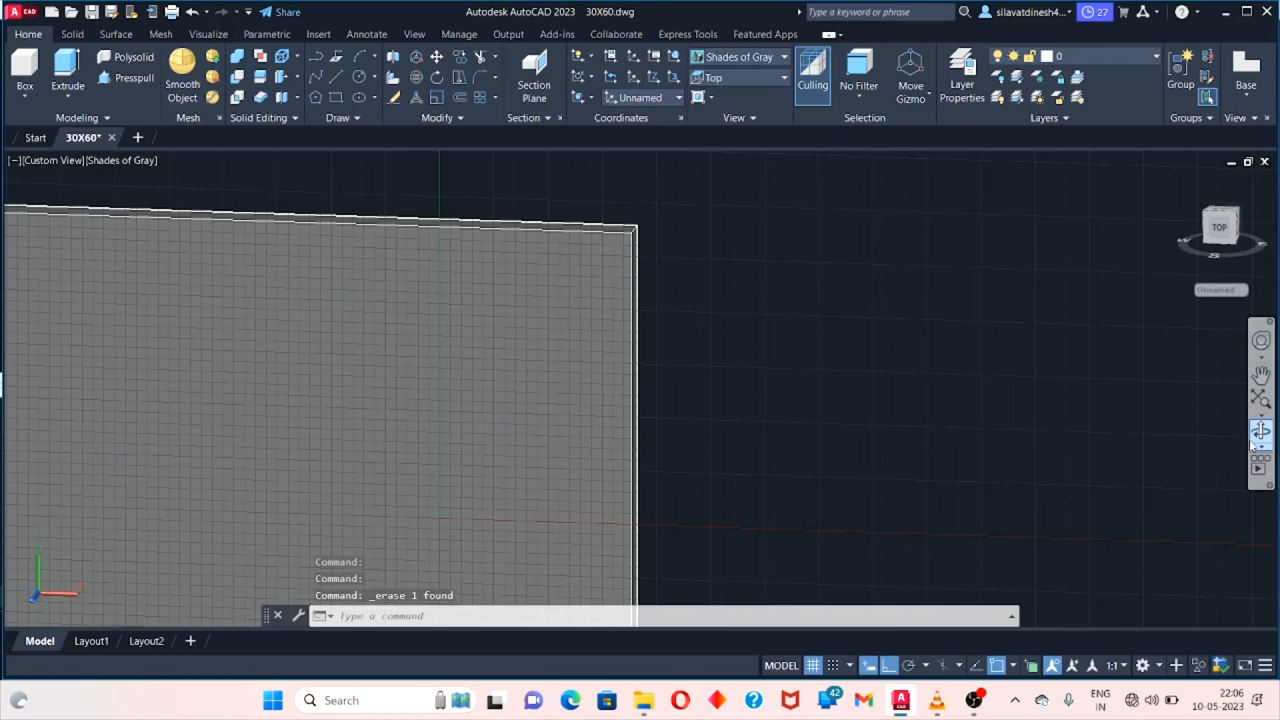 CAD
Share
Autodesk AutoCAD 2023 30X60.dwg
Type a keyword or phrase
silavatdinesh4...
27
Home Solid Surface Mesh Visualize Parametric Insert Annotate View Manage Output Add-ins Collaborate Express Tools Featured Apps
Box
Extrude
Polysolid
Presspull
Smooth
Object
Unnamed
Section
Plane
Shades of Gray
Top
Culling
No Filter
Move
Gizmo
Layer
Properties
0
Group
Base
Modeling
Mesh
Solid Editing
Draw
Modify
Section
Coordinates
View
Selection
Layers
Groups
View
Start
30X60*
[−][Custom View][Shades of Gray]
TOP
S
Unnamed
Command:
Command:
Command: _erase 1 found
Type a command
Model
Layout1
Layout2
MODEL
1:1
Search
42
CAD
ENG
IN
22:06
10-05-2023